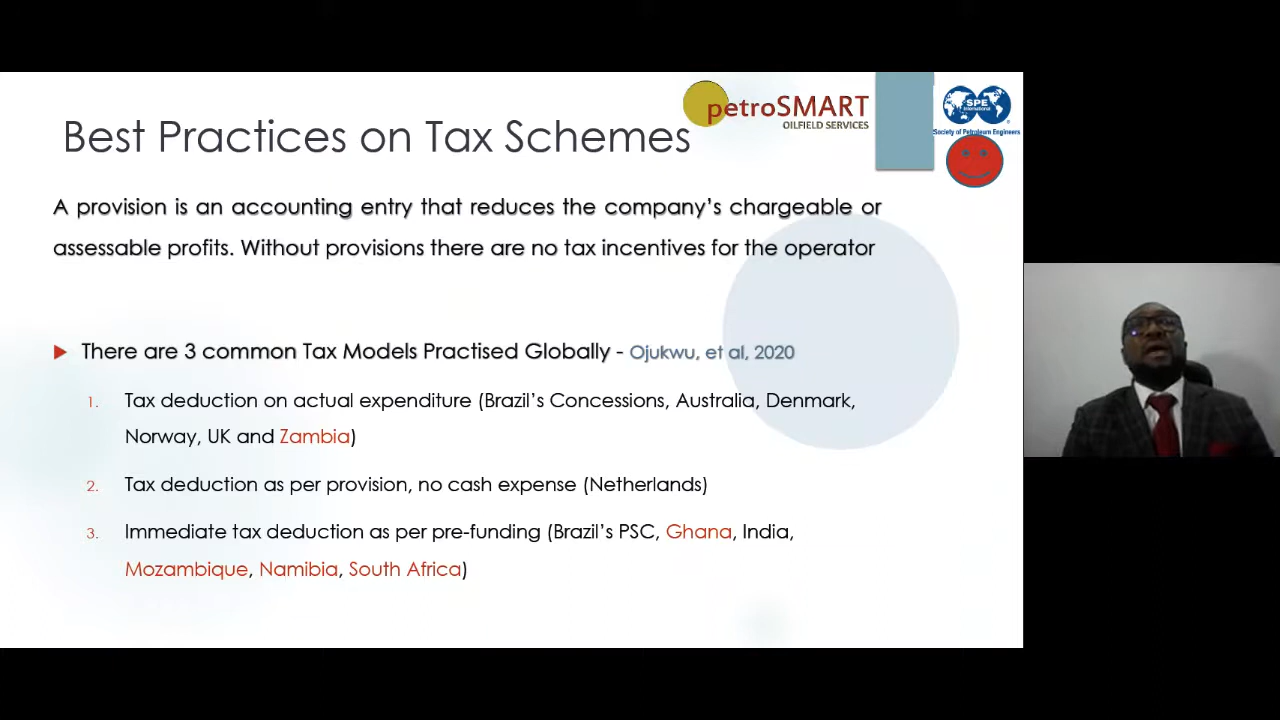 petroSMART
OILFIELD SERVICES
SPE
International
Society of Petroleum Engineers
Best Practices on Tax Schemes
A provision is an accounting entry that reduces the company’s chargeable or
assessable profits. Without provisions there are no tax incentives for the operator
There are 3 common Tax Models Practised Globally - Ojukwu, et al, 2020
1. Tax deduction on actual expenditure (Brazil’s Concessions, Australia, Denmark,
Norway, UK and Zambia)
2. Tax deduction as per provision, no cash expense (Netherlands)
3. Immediate tax deduction as per pre-funding (Brazil’s PSC, Ghana, India,
Mozambique, Namibia, South Africa)